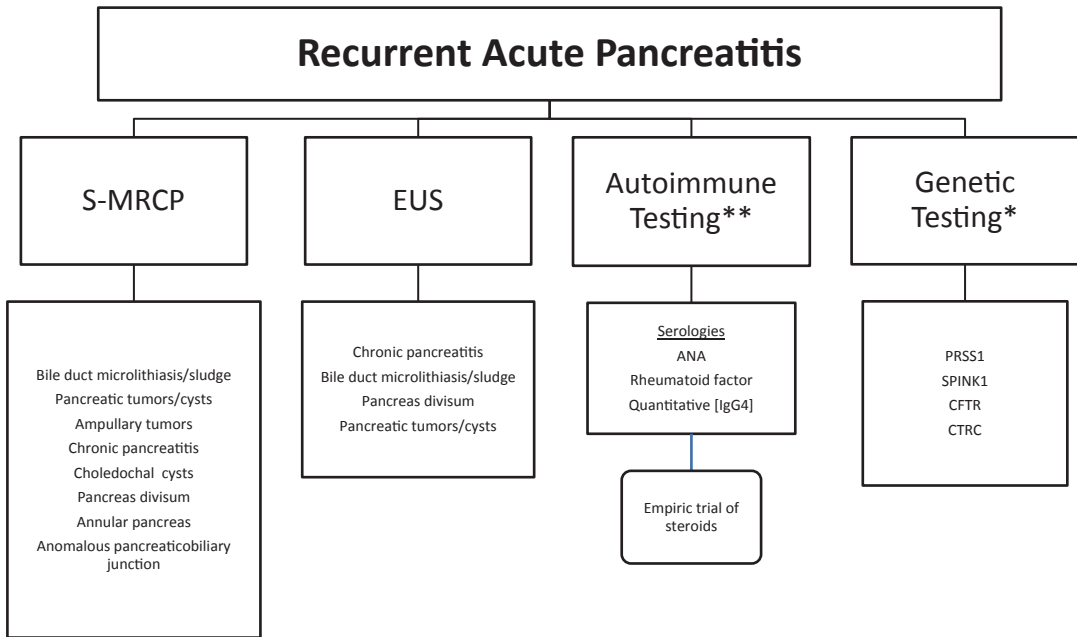 Recurrent Acute Pancreatitis
S-MRCP
EUS
Autoimmune
Testing**
Genetic
Testing*
Bile duct microlithiasis/sludge
Pancreatic tumors/cysts
Ampullary tumors
Chronic pancreatitis
Choledochal cysts
Pancreas divisum
Annular pancreas
Anomalous pancreaticobiliary
junction
Chronic pancreatitis
Bile duct microlithiasis/sludge
Pancreas divisum
Pancreatic tumors/cysts
Serologies
ANA
Rheumatoid factor
Quantitative [IgG4]
Empiric trial of
steroids
PRSS1
SPINK1
CFTR
CTRC